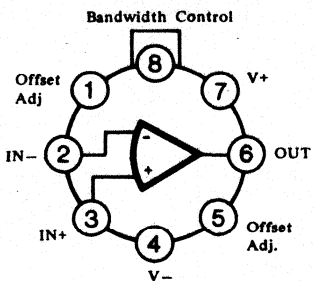 Bandwidth Control
8
Offset
Adj
1
7
V+
IN–
2
-
+
6
OUT
IN+
3
5
Offset
Adj.
4
V–